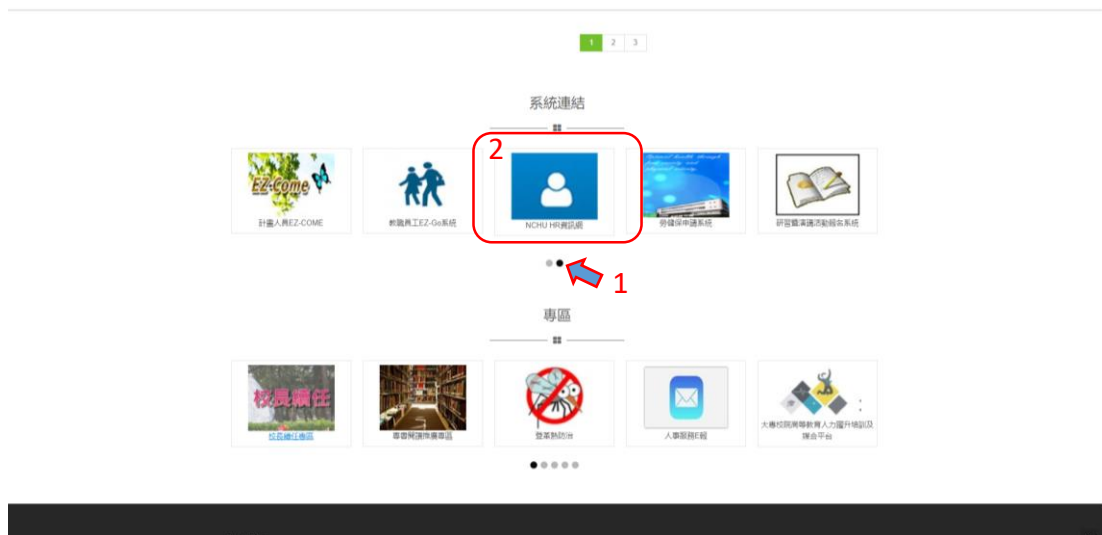 1 2 3
系統連結
2
EZ-Come
計畫人員EZ-COME
教職員工EZ-Go系統
NCHU HR資訊網
勞健保申請系統
研習暨演講活動報名系統
1
專區
校長續任
校長續任專區
專書閱讀推廣專區
登革熱防治
人事服務E報
大專校院高等教育人力躍升培訓及
媒合平台